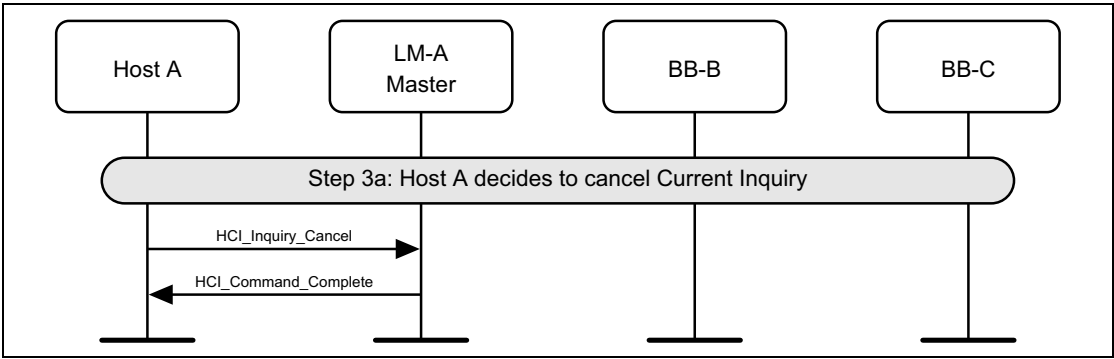 Host A
LM-A
Master
BB-B
BB-C
Step 3a: Host A decides to cancel Current Inquiry
HCI_Inquiry_Cancel
HCI_Command_Complete